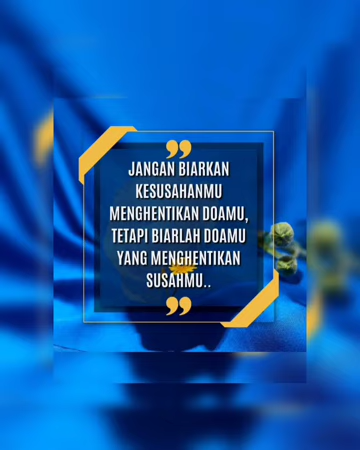 JANGAN BIARKAN
KESUSAHANMU
MENGHENTIKAN DOAMU,
TETAPI BIARLAH DOAMU
YANG MENGHENTIKAN
SUSAHMU..